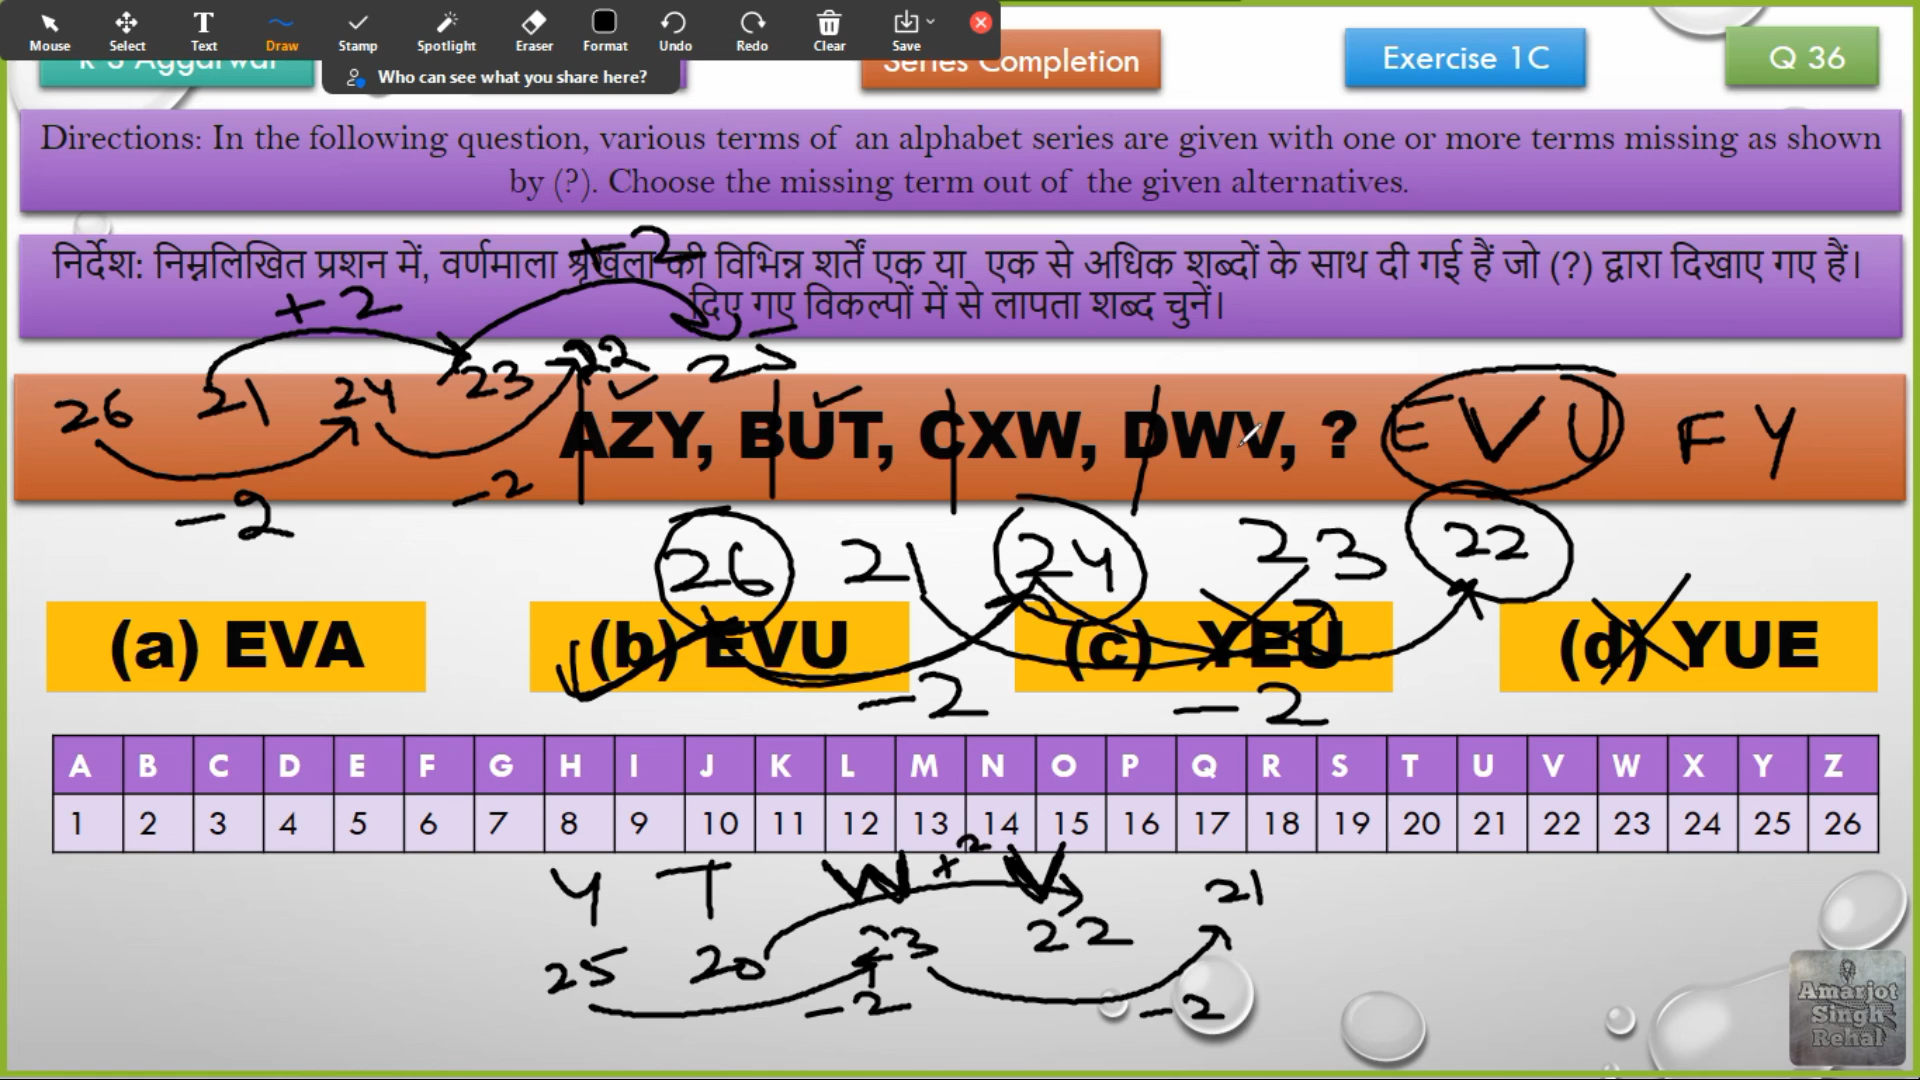 Mouse Select Text Draw Stamp Spotlight Eraser Format Undo Redo Clear Save
Who can see what you share here?
R S Aggarwal
Series Completion
Exercise 1C
Q 36
Directions: In the following question, various terms of an alphabet series are given with one or more terms missing as shown
by (?). Choose the missing term out of the given alternatives.
निर्देश: निम्नलिखित प्रशन में, वर्णमाला श्रृंखला की विभिन्न शर्तें एक या एक से अधिक शब्दों के साथ दी गई हैं जो (?) द्वारा दिखाए गए हैं।
दिए गए विकल्पों में से लापता शब्द चुनें।
+2
+2
26 21 24 23 22
-2 -2
AZY, BUT, CXW, DWV, ? EVU F Y
26 21 24 23 22
(a) EVA
(b) EVU
(c) YEU
(d) YUE
-2 -2
A B C D E F G H I J K L M N O P Q R S T U V W X Y Z
1 2 3 4 5 6 7 8 9 10 11 12 13 14 15 16 17 18 19 20 21 22 23 24 25 26
+2
Y T W V 21
25 20 23 22
-2 -2
Amarjot
Singh
Rehal